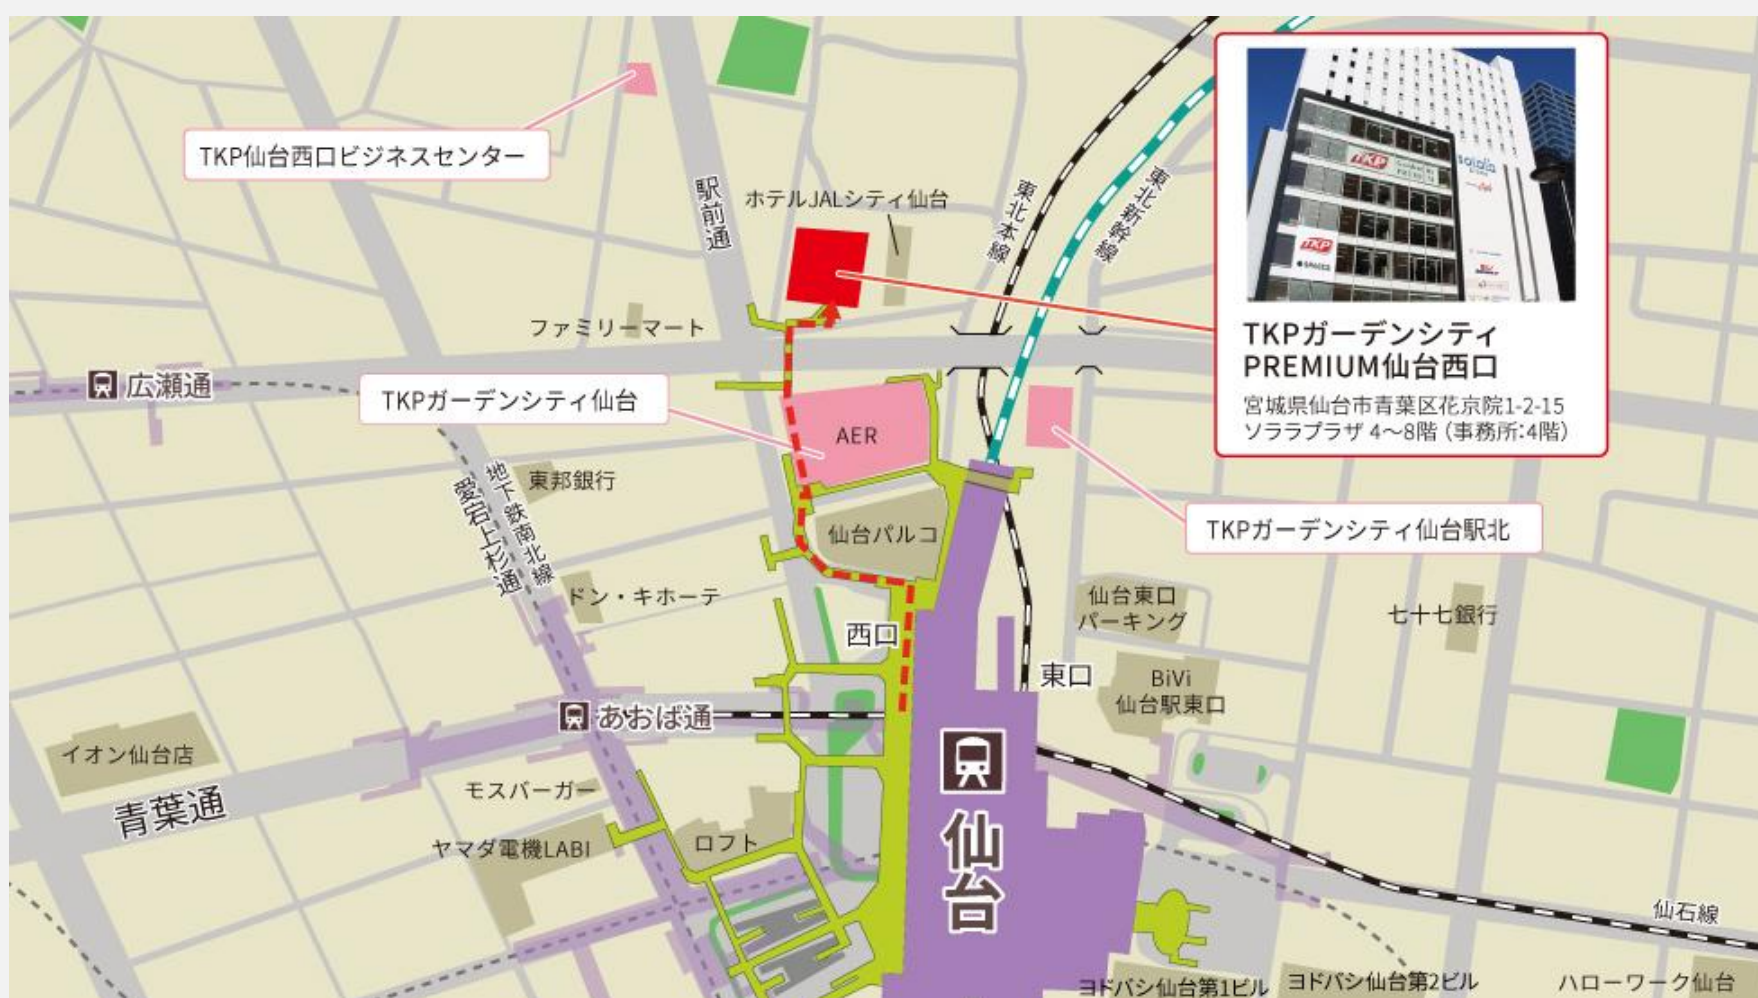 TKP仙台西口ビジネスセンター
駅前通
ホテルJALシティ仙台
東北本線
東北新幹線
TKP
TKP
TKPガーデンシティ
PREMIUM仙台西口
宮城県仙台市青葉区花京院1-2-15
ソララプラザ 4〜8階 (事務所:4階)
ファミリーマート
広瀬通
TKPガーデンシティ仙台
AER
東邦銀行
地下鉄南北線
愛宕上杉通
仙台パルコ
TKPガーデンシティ仙台駅北
ドン・キホーテ
西口
東口
仙台東口
パーキング
七十七銀行
BiVi
仙台駅東口
あおば通
イオン仙台店
青葉通
モスバーガー
ヤマダ電機LABI
ロフト
仙台
仙石線
ヨドバシ仙台第1ビル
ヨドバシ仙台第2ビル
ハローワーク仙台